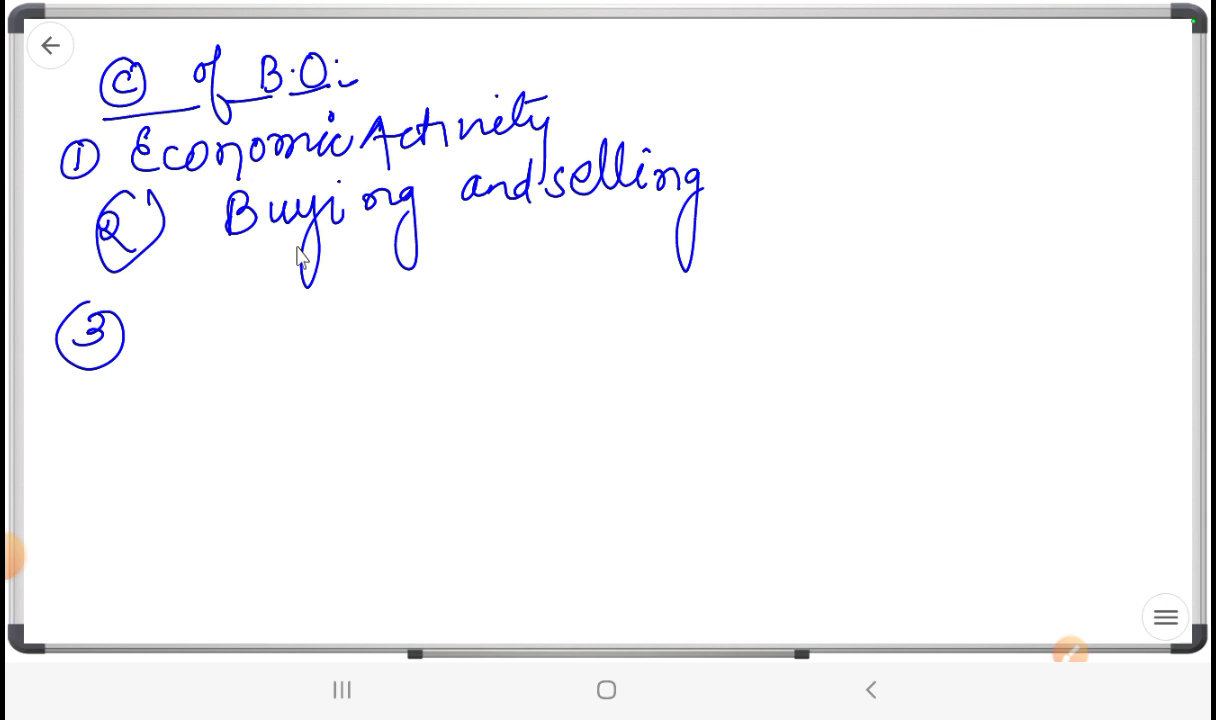 Ⓒ of B.O:-
① Economic Activity
② Buying and selling
③